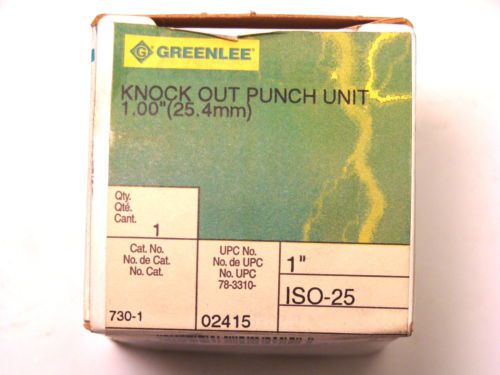 G GREENLEE®
KNOCK OUT PUNCH UNIT
1.00"(25.4mm)
Qty.
Qté.
Cant.
1
Cat. No.
No. de Cat.
No. Cat.
730-1
UPC No.
No. de UPC
No. UPC
78-3310-
02415
1"
ISO-25